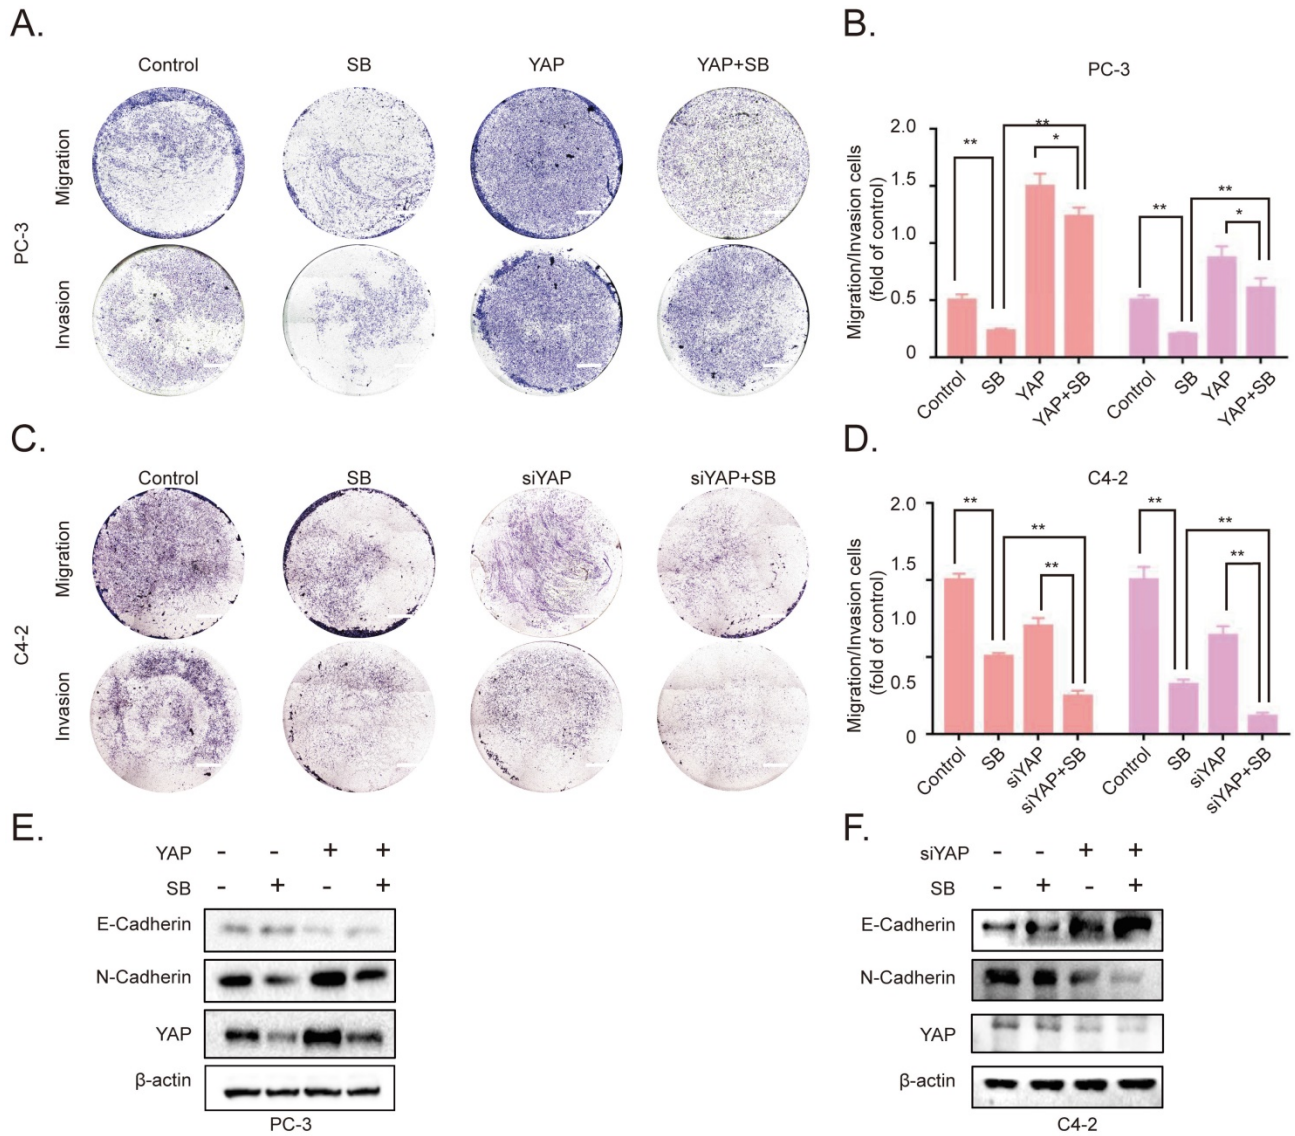 A.
Control
SB
YAP
YAP+SB
PC-3
Migration
Invasion
B.
PC-3
Migration/Invasion cells
(fold of control)
2.0
1.5
1.0
0.5
0
**
**
*
**
**
*
Control
SB
YAP
YAP+SB
Control
SB
YAP
YAP+SB
C.
Control
SB
siYAP
siYAP+SB
C4-2
Migration
Invasion
D.
C4-2
Migration/Invasion cells
(fold of control)
2.0
1.5
1.0
0.5
0
**
**
**
**
**
**
Control
SB
siYAP
siYAP+SB
Control
SB
siYAP
siYAP+SB
E.
YAP - - + +
SB - + - +
E-Cadherin
N-Cadherin
YAP
β-actin
PC-3
F.
siYAP - - + +
SB - + - +
E-Cadherin
N-Cadherin
YAP
β-actin
C4-2